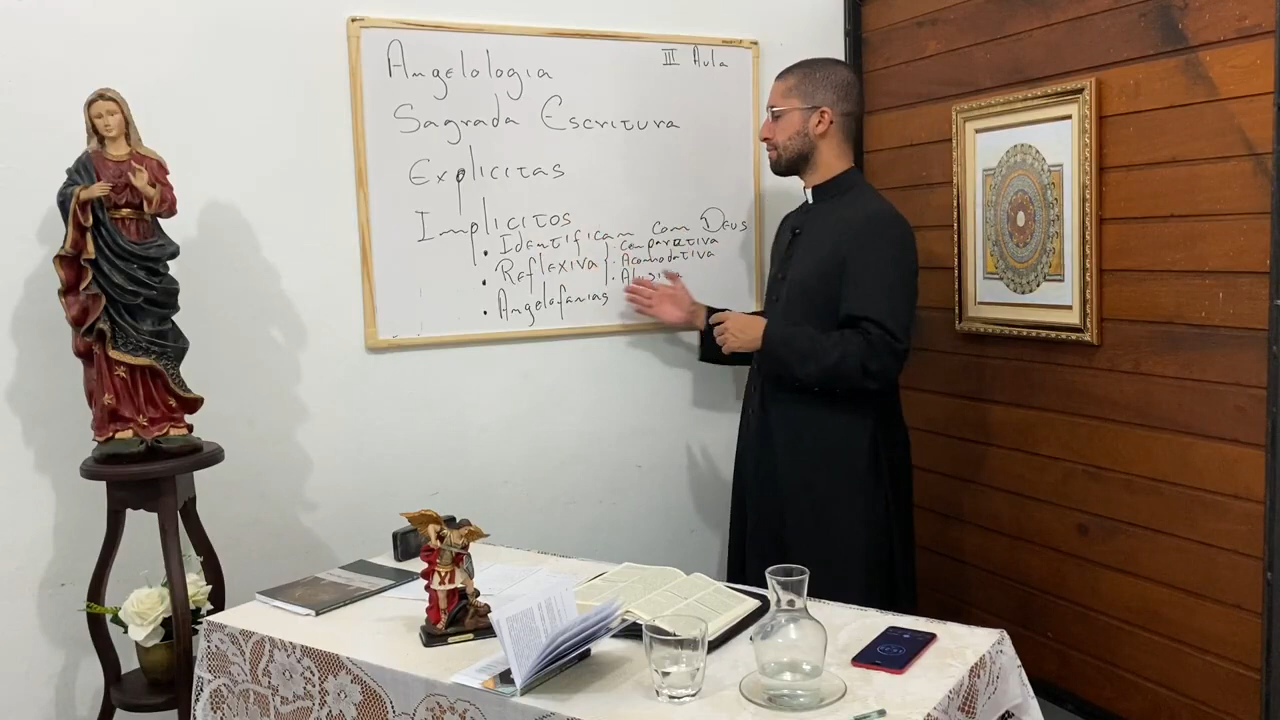 Angelologia
III Aula
Sagrada Escritura
Explicitas
Implicitos
• Identificam com Deus
• Reflexiva
• Comparativa
• Acomodativa
• Angelofanias